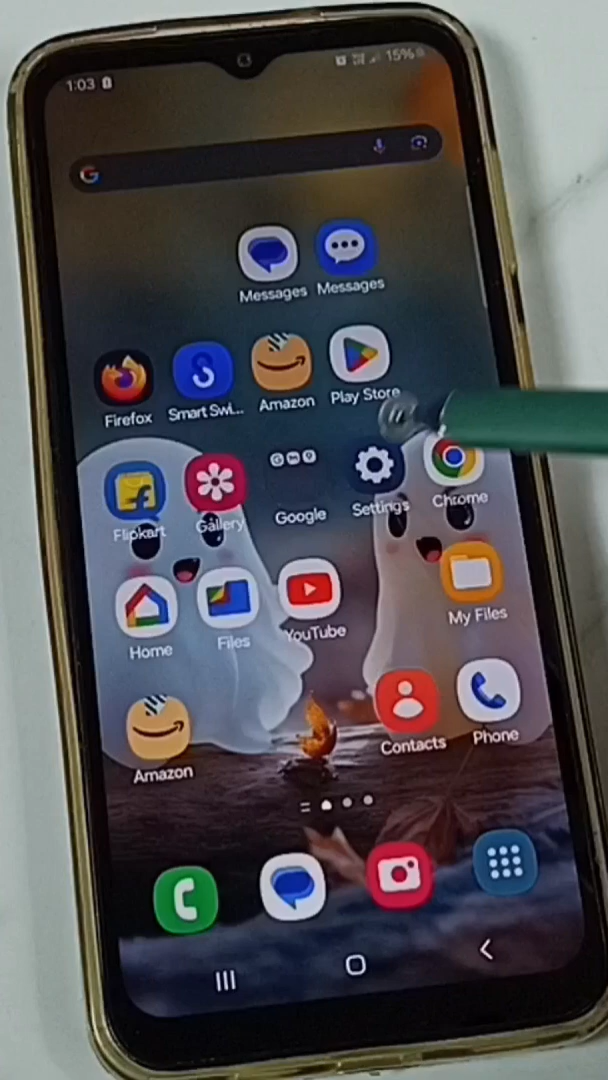 1:03
15%
Messages
Messages
Firefox
Smart Swi...
Amazon
Play Store
Flipkart
Gallery
Google
Settings
Chrome
Home
Files
YouTube
My Files
Amazon
Contacts
Phone